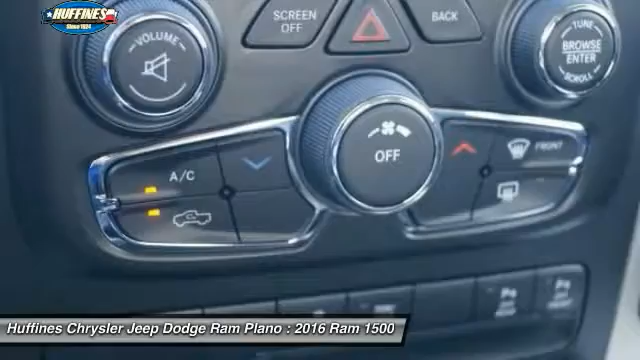 HUFFINES
Since 1924
SCREEN
OFF
BACK
VOLUME
TUNE
BROWSE
ENTER
SCROLL
A/C
OFF
FRONT
Huffines Chrysler Jeep Dodge Ram Plano : 2016 Ram 1500